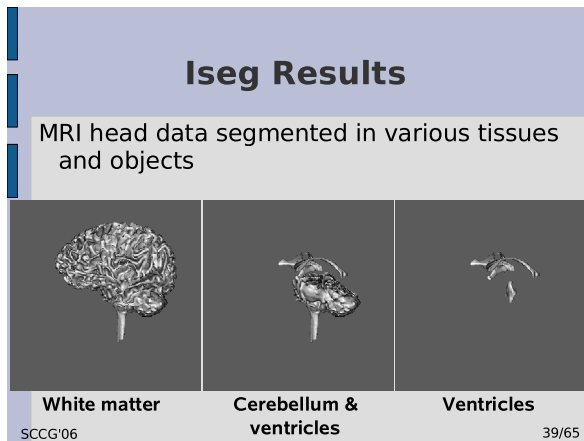 Iseg Results
MRI head data segmented in various tissues
and objects
White matter
Cerebellum &
ventricles
Ventricles
SCCG'06
39/65